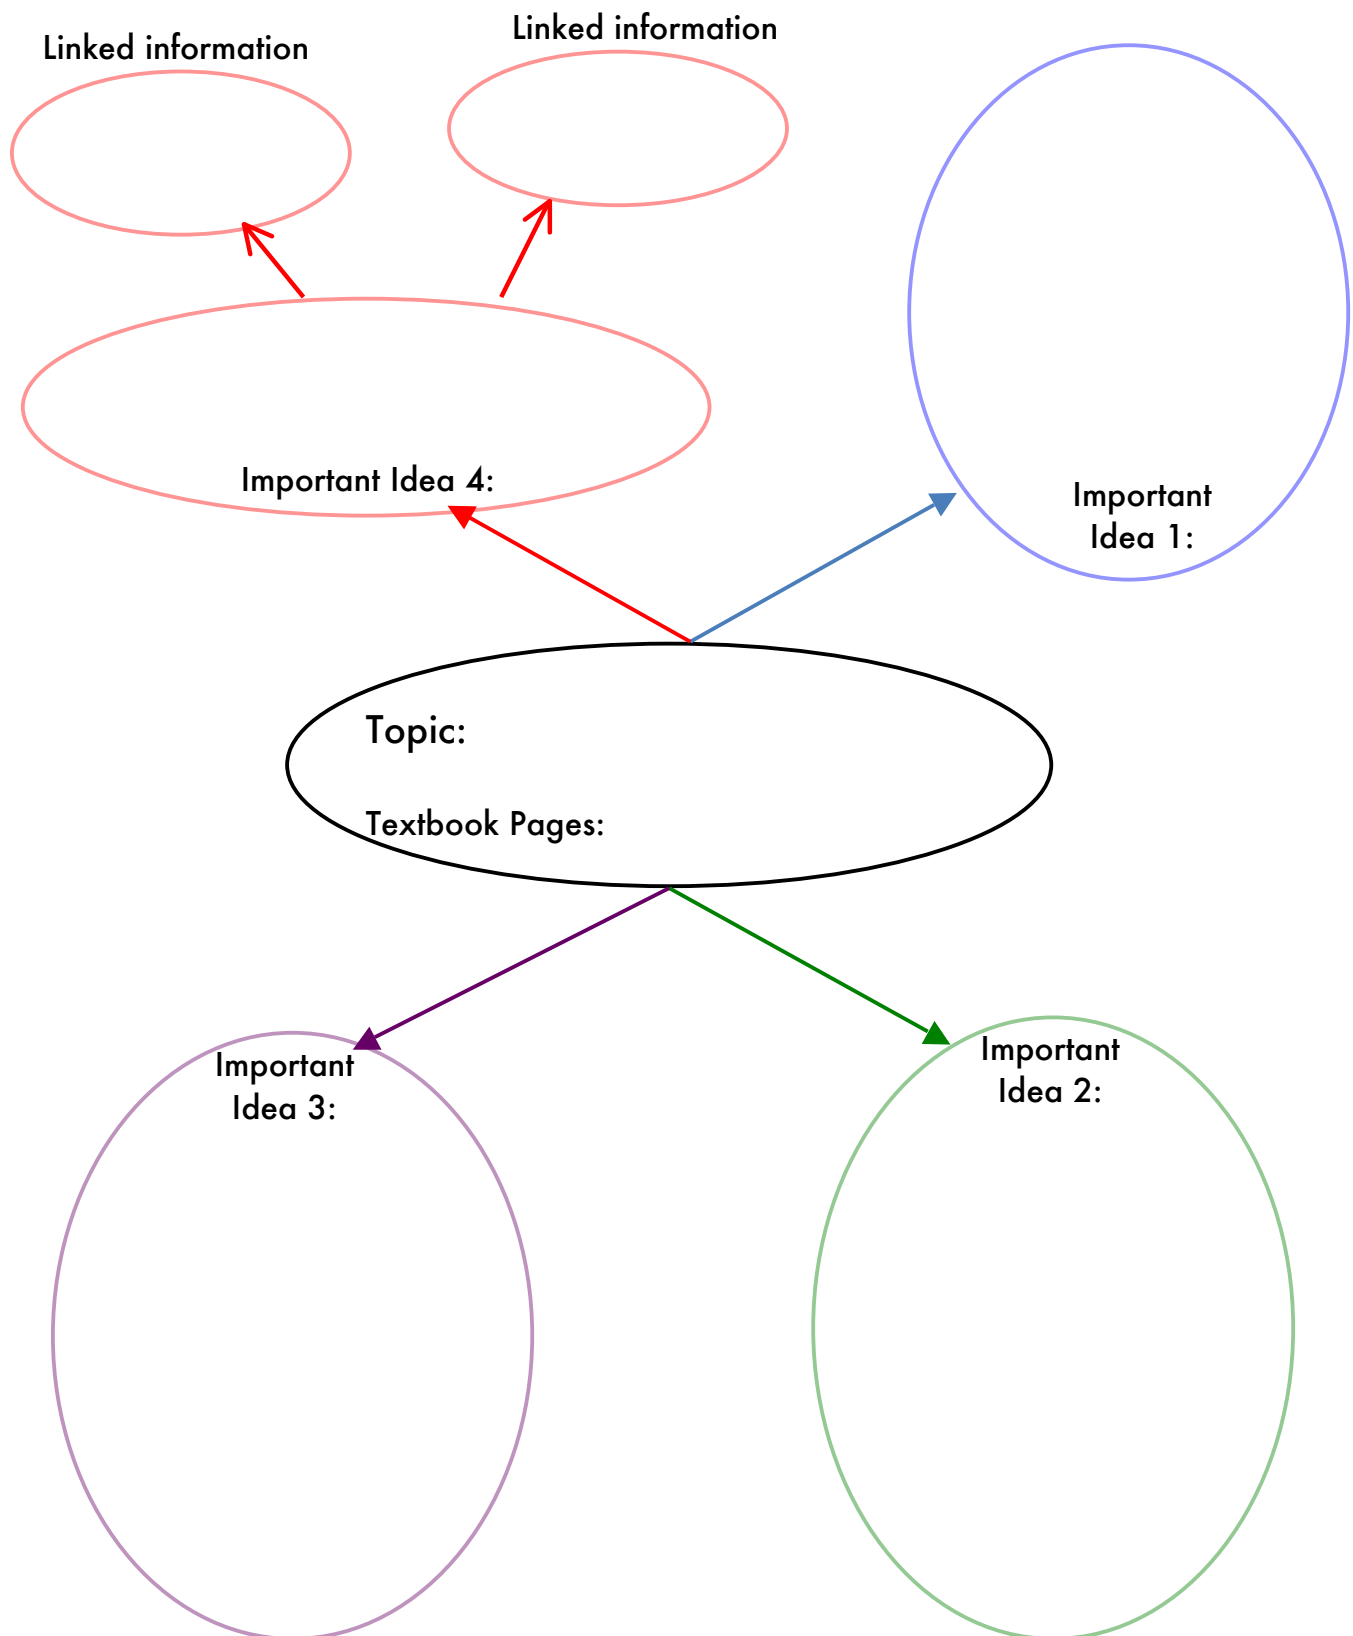 Linked information
Linked information
Important Idea 4:
Important
Idea 1:
Topic:
Textbook Pages:
Important
Idea 3:
Important
Idea 2: